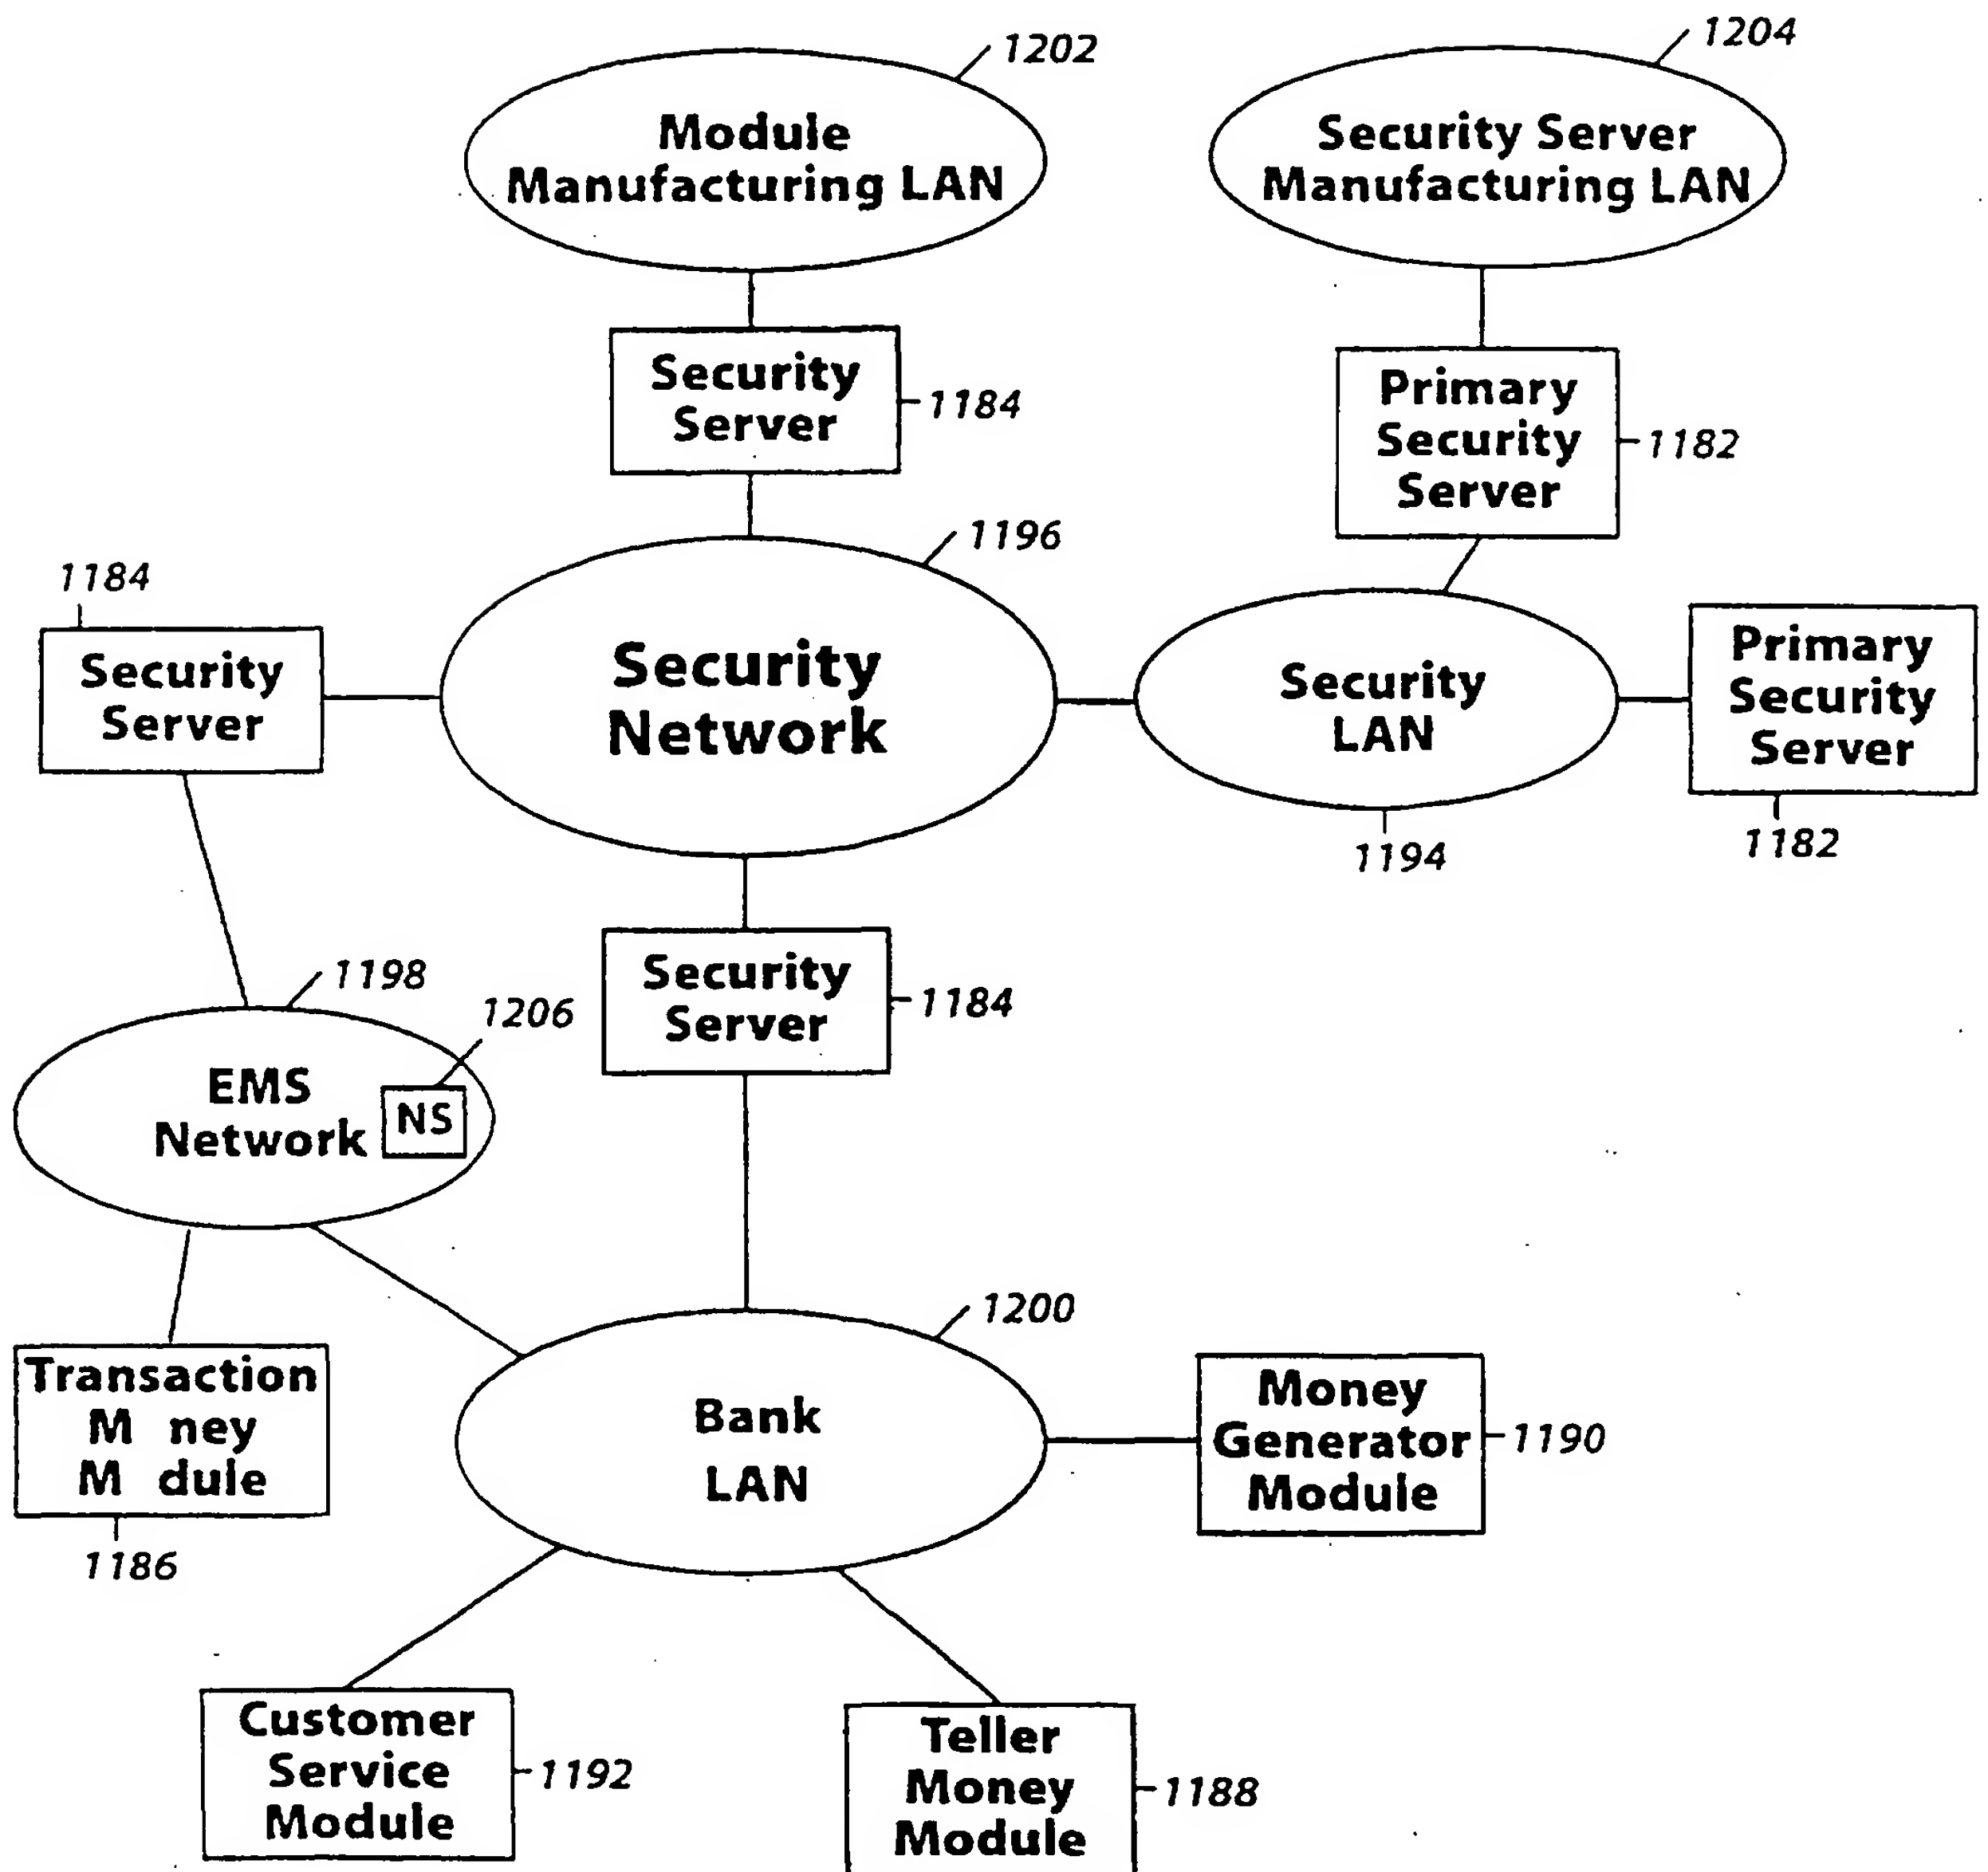 1202
Module
Manufacturing LAN
1204
Security Server
Manufacturing LAN
Security
Server
1184
Primary
Security
Server
1182
1196
Security
Network
1184
Security
Server
Security
LAN
1194
Primary
Security
Server
1182
Security
Server
1184
1198
1206
EMS
Network
NS
1200
Bank
LAN
Transaction
M ney
M dule
1186
Money
Generator
Module
1190
Customer
Service
Module
1192
Teller
Money
Module
1188